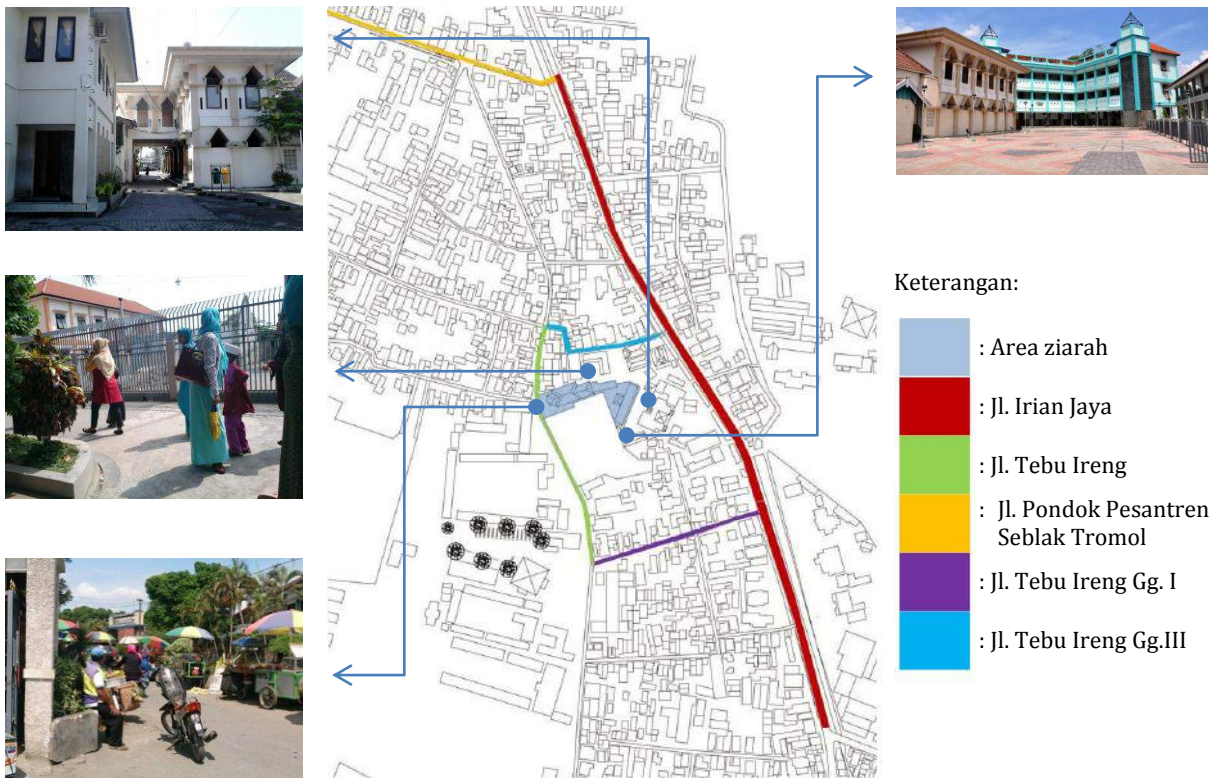 Keterangan:
: Area ziarah
: Jl. Irian Jaya
: Jl. Tebu Ireng
: Jl. Pondok Pesantren
Seblak Tromol
: Jl. Tebu Ireng Gg. I
: Jl. Tebu Ireng Gg.III